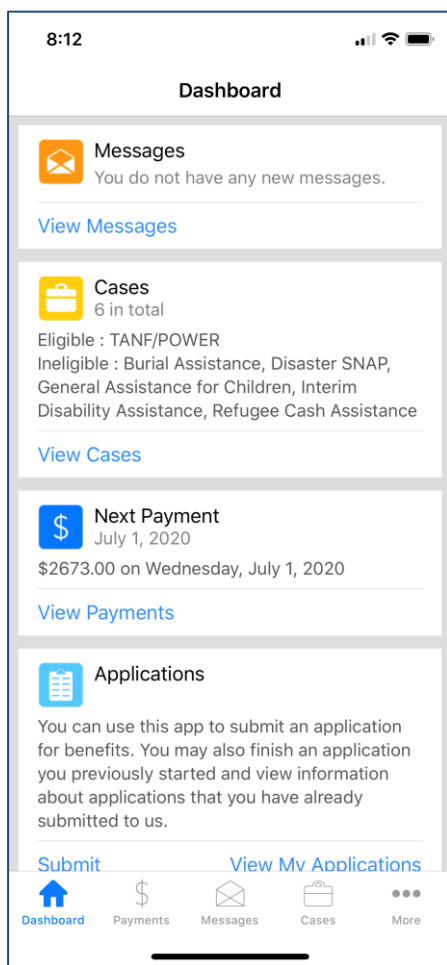 8:12
Dashboard
Messages
You do not have any new messages.
View Messages
Cases
6 in total
Eligible : TANF/POWER
Ineligible : Burial Assistance, Disaster SNAP,
General Assistance for Children, Interim
Disability Assistance, Refugee Cash Assistance
View Cases
$
Next Payment
July 1, 2020
$2673.00 on Wednesday, July 1, 2020
View Payments
Applications
You can use this app to submit an application
for benefits. You may also finish an application
you previously started and view information
about applications that you have already
submitted to us.
Submit View My Applications
$
Dashboard Payments Messages Cases More